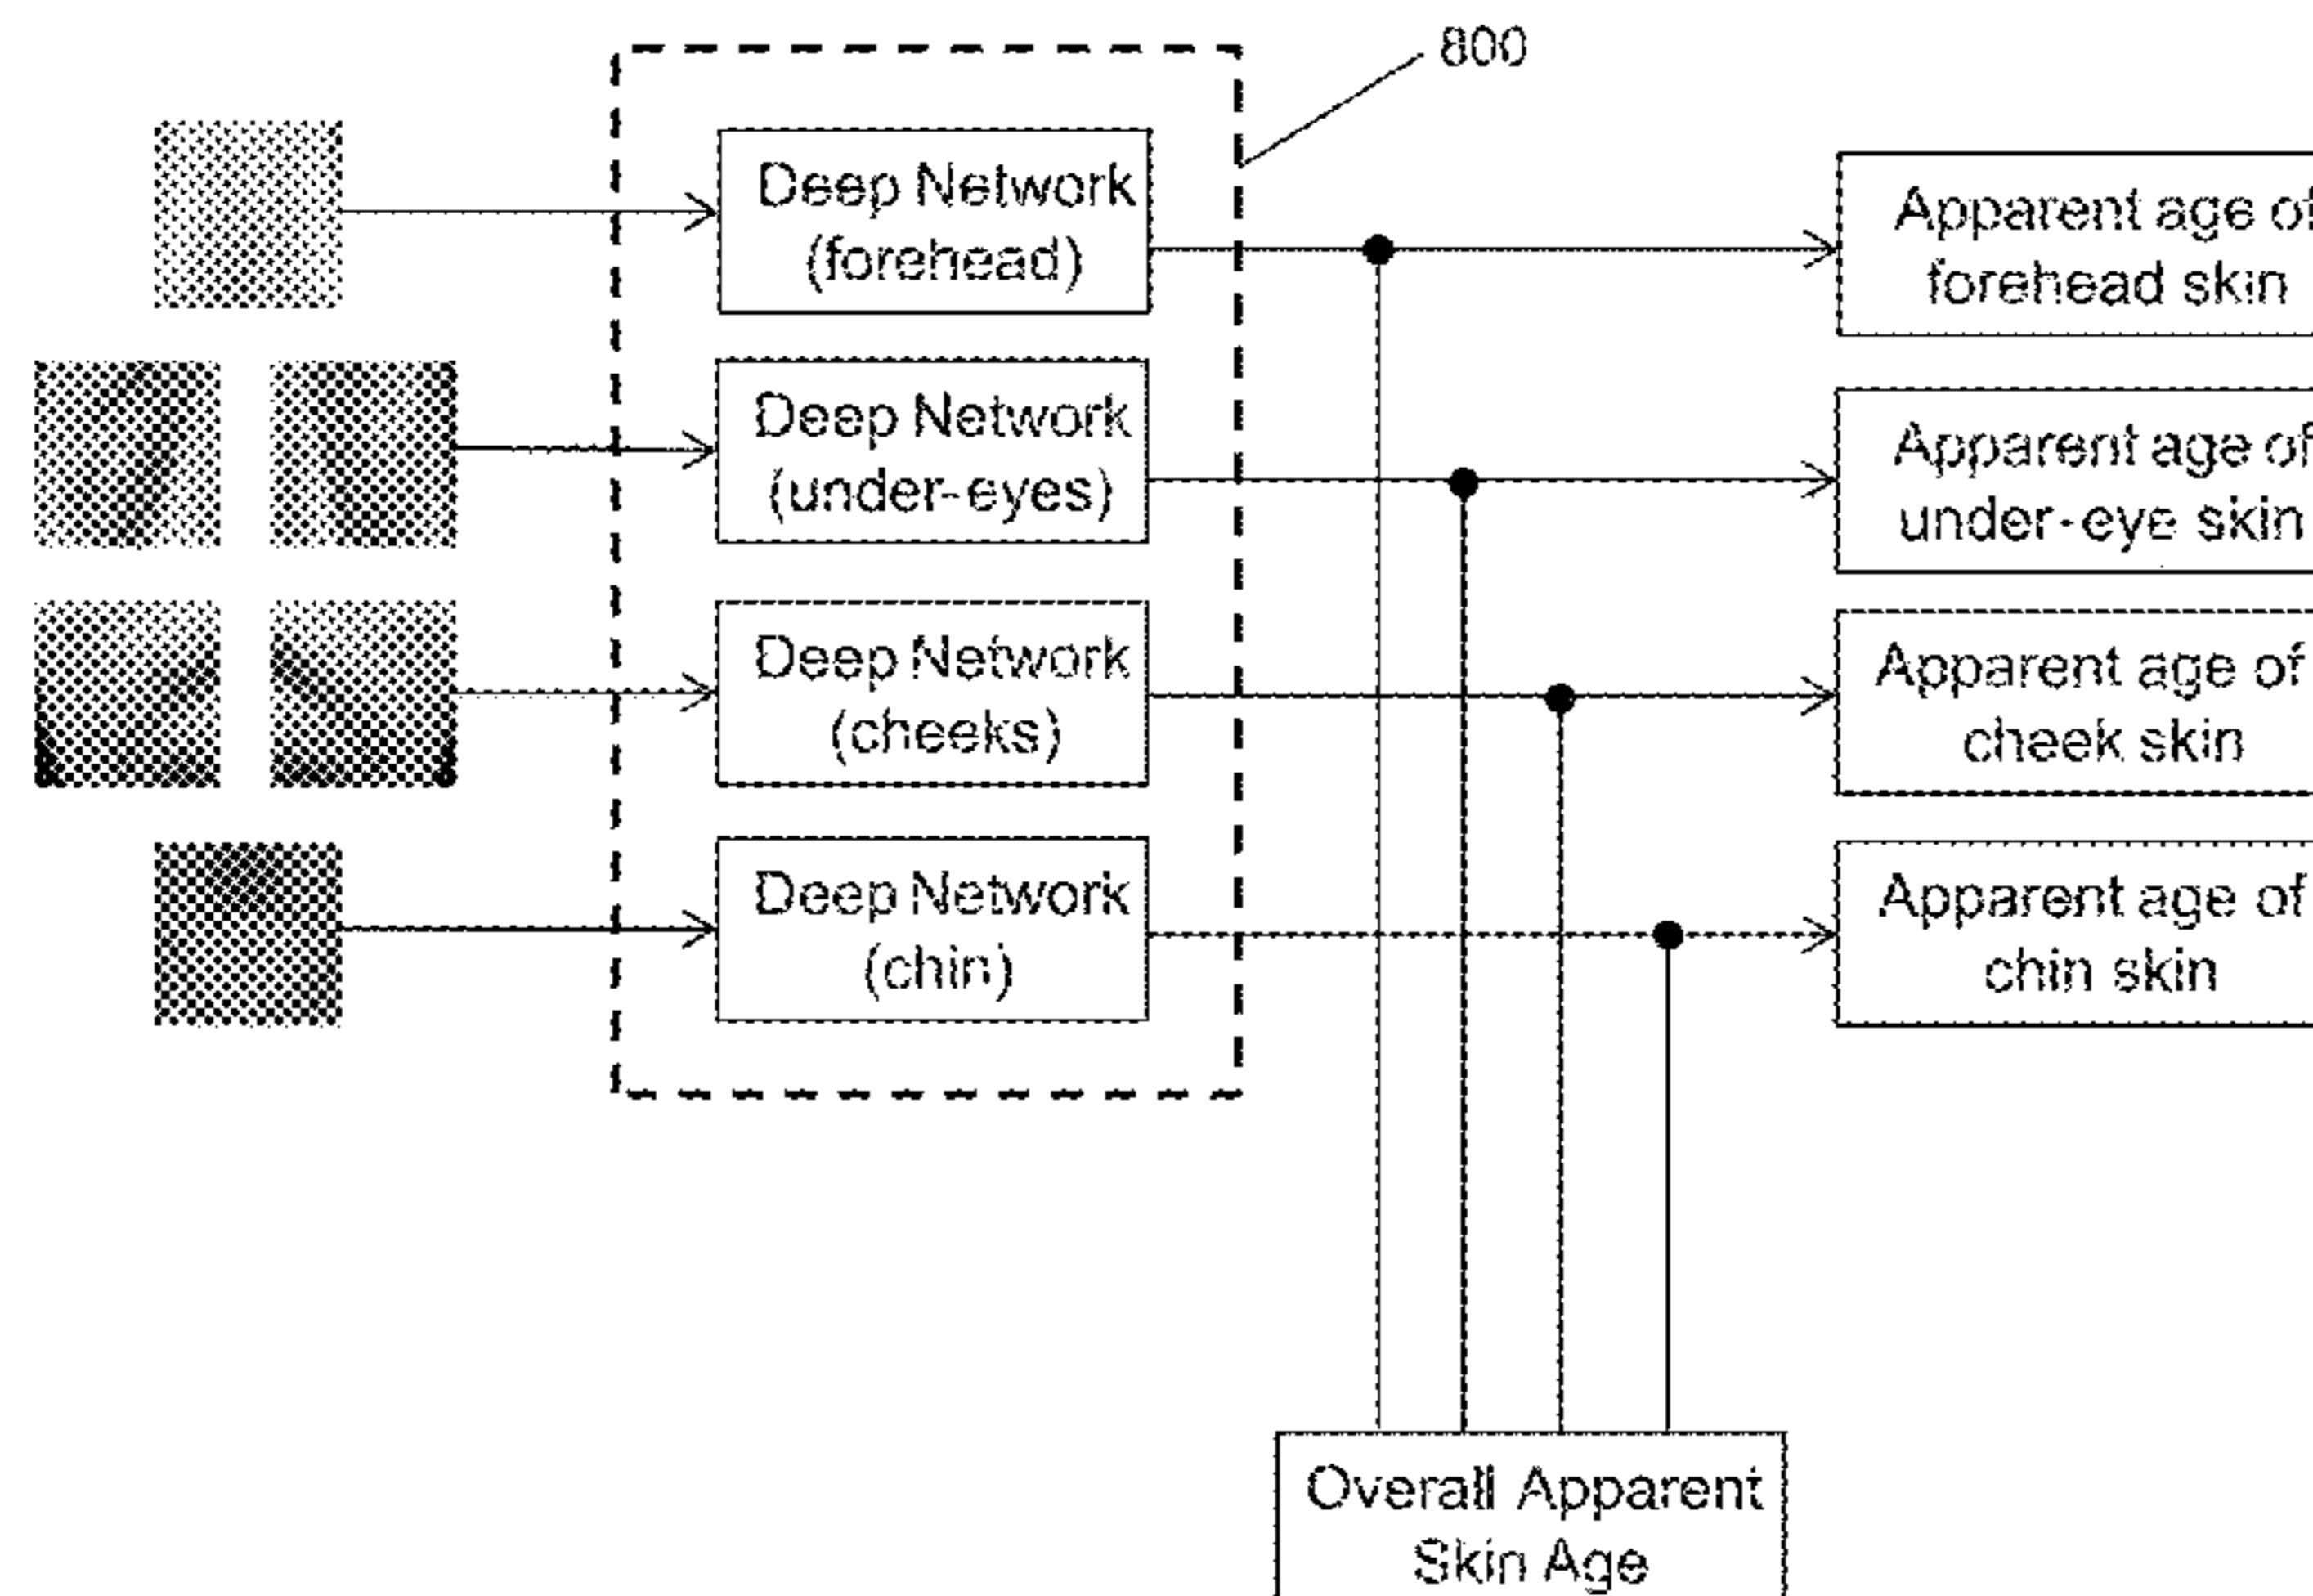 800
Deep Network
(forehead)
Apparent age of
forehead skin
Deep Network
(under-eyes)
Apparent age of
under-eye skin
Deep Network
(cheeks)
Apparent age of
cheek skin
Deep Network
(chin)
Apparent age of
chin skin
Overall Apparent
Skin Age